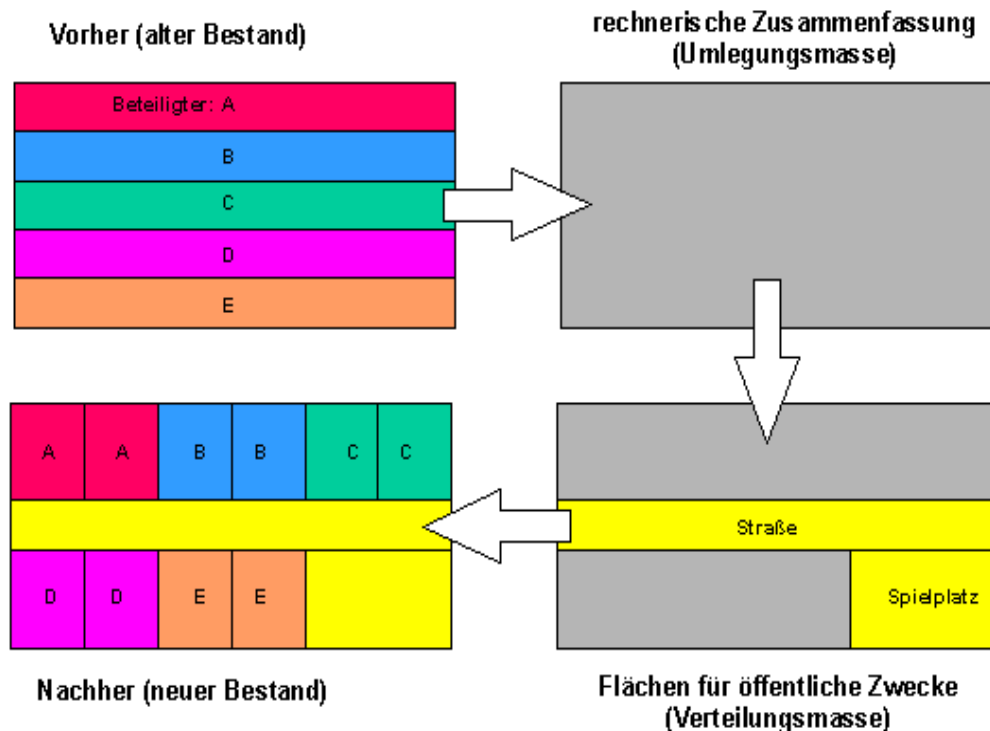 Vorher (alter Bestand)
rechnerische Zusammenfassung
(Umlegungsmasse)
Beteiligter: A
B
C
D
E
A A B B C C
Straße
D D E E
Spielplatz
Nachher (neuer Bestand)
Flächen für öffentliche Zwecke
(Verteilungsmasse)